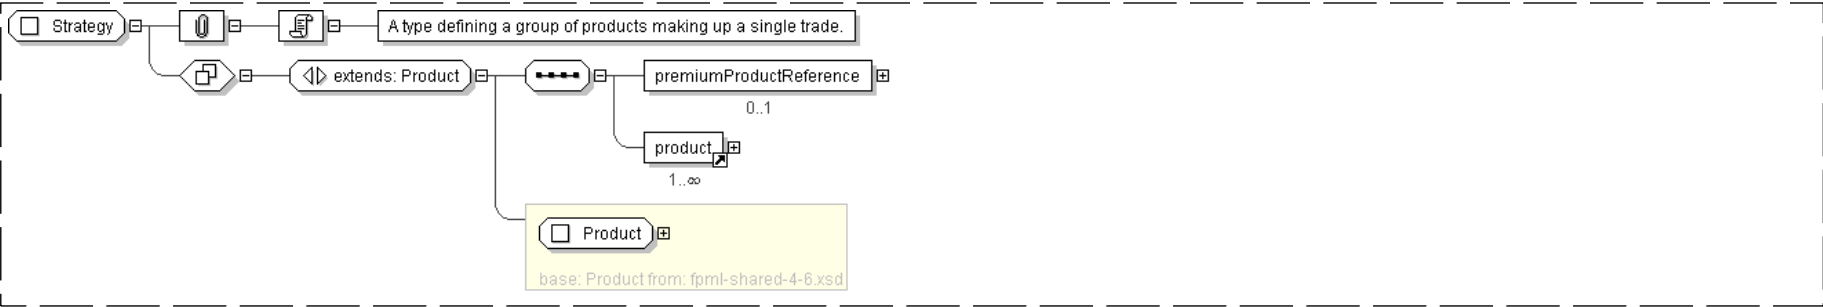 Strategy
A type defining a group of products making up a single trade.
extends: Product
premiumProductReference
0..1
product
1..∞
Product
base: Product from: fpml-shared-4-6.xsd